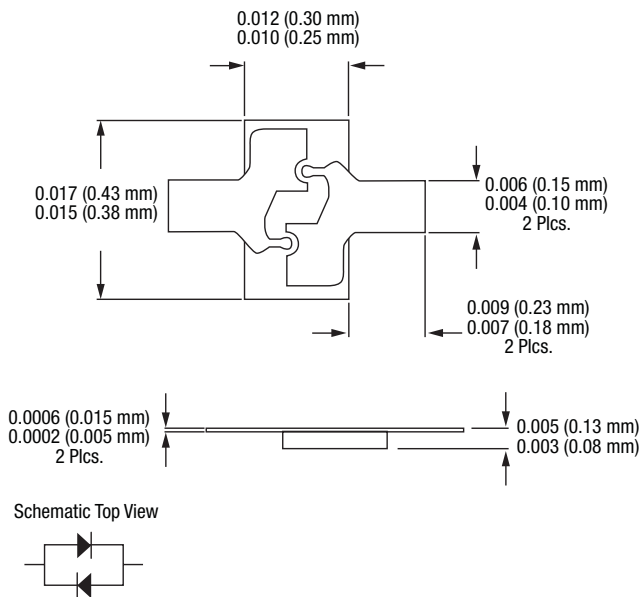 0.012 (0.30 mm)
0.010 (0.25 mm)
0.017 (0.43 mm)
0.015 (0.38 mm)
0.006 (0.15 mm)
0.004 (0.10 mm)
2 Plcs.
0.009 (0.23 mm)
0.007 (0.18 mm)
2 Plcs.
0.0006 (0.015 mm)
0.0002 (0.005 mm)
2 Plcs.
0.005 (0.13 mm)
0.003 (0.08 mm)
Schematic Top View